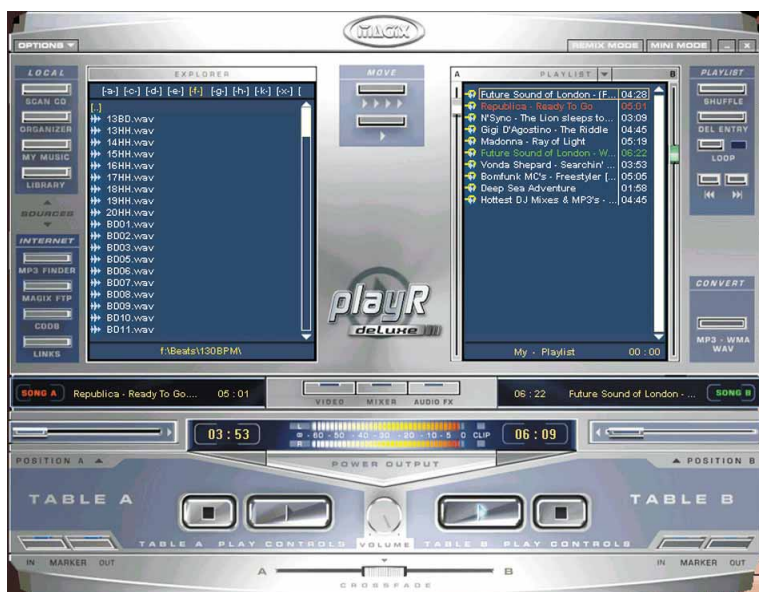 MAGIX
OPTIONS
REMIX MODE
MINI MODE
LOCAL
SCAN CD
ORGANIZER
MY MUSIC
LIBRARY
SOURCES
INTERNET
MP3 FINDER
MAGIX FTP
CDDB
LINKS
EXPLORER
[-a-] [-c-] [-d-] [-e-] [-f-] [-g-] [-h-] [-k-] [-x-] [
[..]
13BD.wav
13HH.wav
14HH.wav
15HH.wav
16HH.wav
17HH.wav
18HH.wav
19HH.wav
20HH.wav
BD01.wav
BD02.wav
BD03.wav
BD05.wav
BD06.wav
BD07.wav
BD08.wav
BD09.wav
BD10.wav
BD11.wav
f:\Beats\130BPM\
MOVE
playR
deluxe
A PLAYLIST B
Future Sound of London - (F... 04:28
Republica - Ready To Go 05:01
N'Sync - The Lion sleeps to... 03:09
Gigi D'Agostino - The Riddle 04:45
Madonna - Ray of Light 05:19
Future Sound of London - W... 06:22
Vonda Shepard - Searchin' ... 03:53
Bomfunk MC's - Freestyler [... 05:05
Deep Sea Adventure 01:58
Hottest DJ Mixes & MP3's - ... 04:45
My - Playlist 00 : 00
PLAYLIST
SHUFFLE
DEL ENTRY
LOOP
CONVERT
MP3 - WMA
WAV
SONG A Republica - Ready To Go.... 05 : 01
VIDEO MIXER AUDIO FX
06 : 22 Future Sound of London - ... SONG B
03 : 53
L
∞ - 60 - 50 - 40 - 30 - 20 - 10 - 5 0 CLIP
R
06 : 09
POSITION A
POWER OUTPUT
POSITION B
TABLE A
TABLE B
TABLE A PLAY CONTROLS VOLUME TABLE B PLAY CONTROLS
IN MARKER OUT
IN MARKER OUT
A B
CROSSFADE